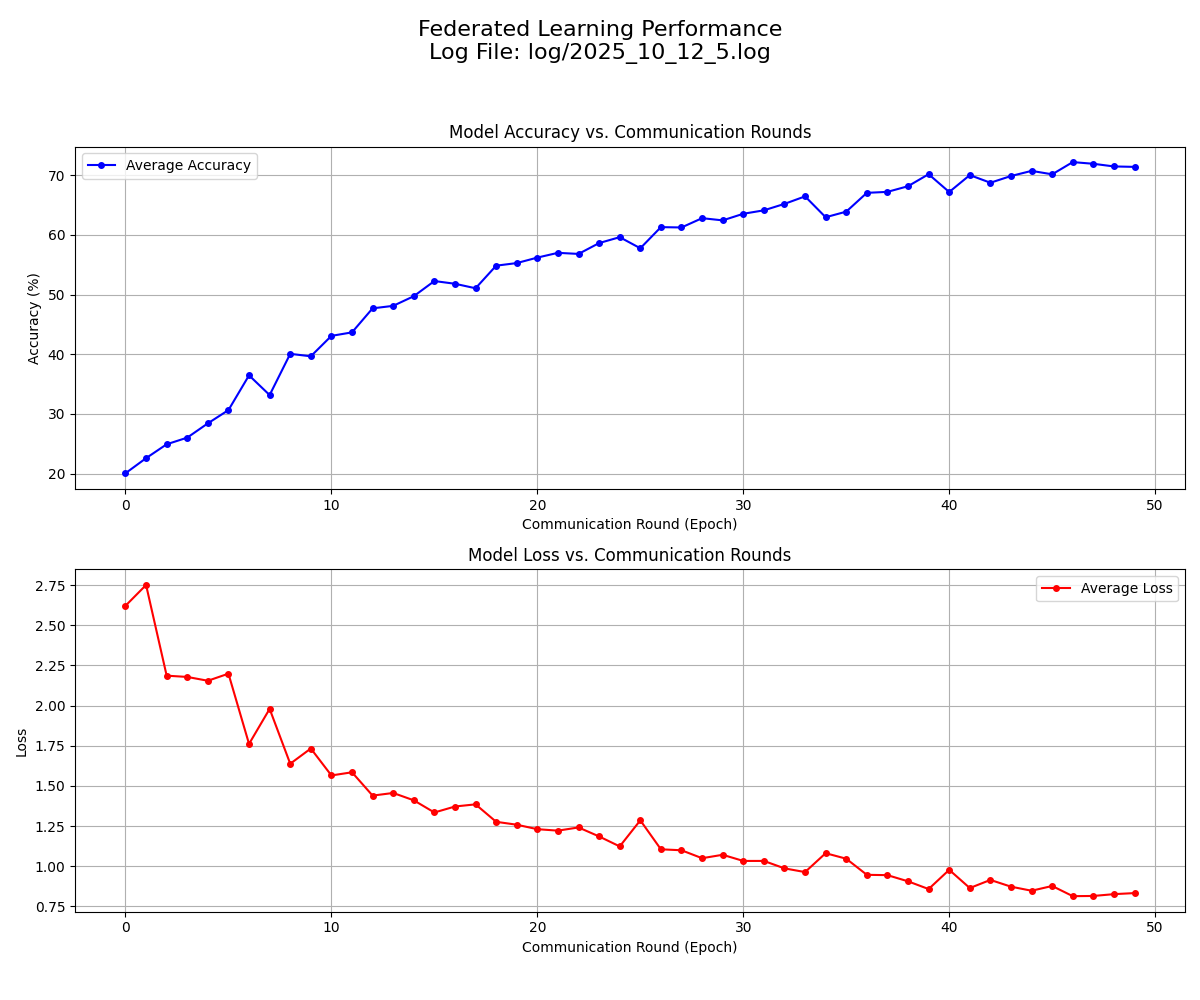 Federated Learning Performance
Log File: log/2025_10_12_5.log
Model Accuracy vs. Communication Rounds
Average Accuracy
Accuracy (%)
70
60
50
40
30
20
0 10 20 30 40 50
Communication Round (Epoch)
Model Loss vs. Communication Rounds
Average Loss
Loss
2.75
2.50
2.25
2.00
1.75
1.50
1.25
1.00
0.75
0 10 20 30 40 50
Communication Round (Epoch)